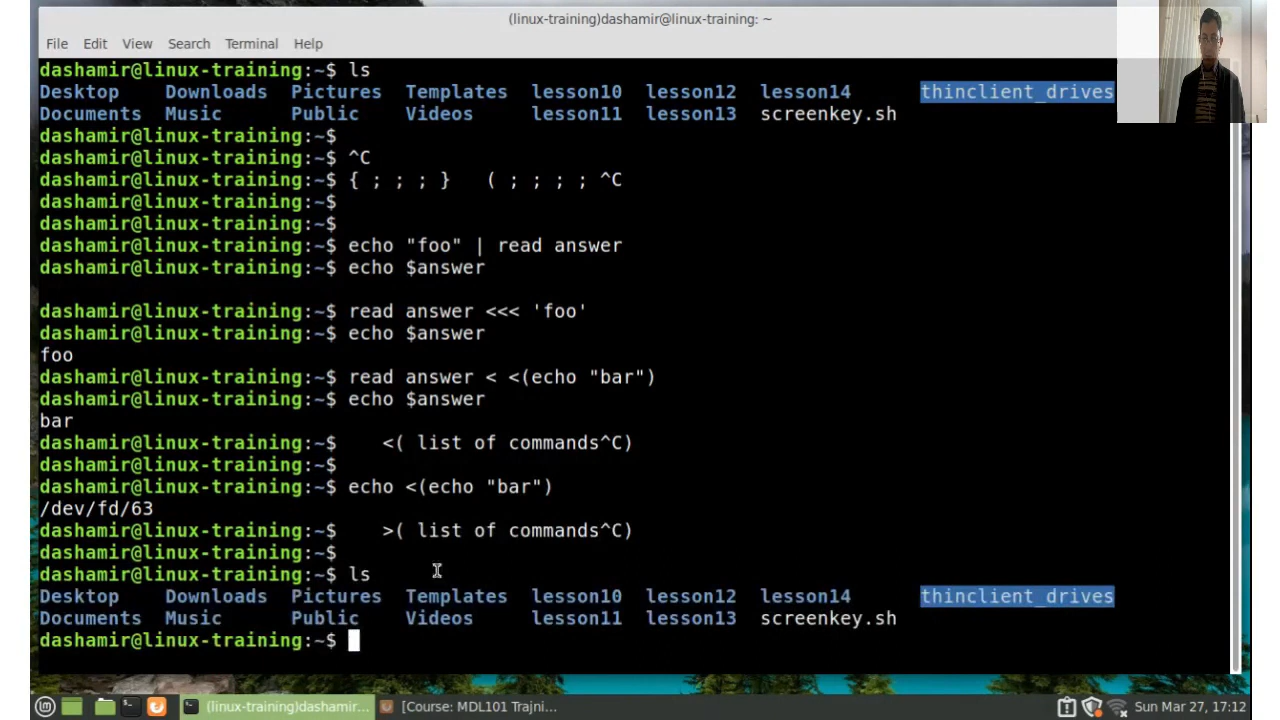 (linux-training)dashamir@linux-training: ~
File Edit View Search Terminal Help
dashamir@linux-training:~$ ls
Desktop Downloads Pictures Templates lesson10 lesson12 lesson14 thinclient_drives
Documents Music Public Videos lesson11 lesson13 screenkey.sh
dashamir@linux-training:~$
dashamir@linux-training:~$ ^C
dashamir@linux-training:~$ { ; ; ; } ( ; ; ; ; ^C
dashamir@linux-training:~$
dashamir@linux-training:~$
dashamir@linux-training:~$ echo "foo" | read answer
dashamir@linux-training:~$ echo $answer
dashamir@linux-training:~$ read answer <<< 'foo'
dashamir@linux-training:~$ echo $answer
foo
dashamir@linux-training:~$ read answer < <(echo "bar")
dashamir@linux-training:~$ echo $answer
bar
dashamir@linux-training:~$ <( list of commands^C)
dashamir@linux-training:~$
dashamir@linux-training:~$ echo <(echo "bar")
/dev/fd/63
dashamir@linux-training:~$ >( list of commands^C)
dashamir@linux-training:~$
dashamir@linux-training:~$ ls
Desktop Downloads Pictures Templates lesson10 lesson12 lesson14 thinclient_drives
Documents Music Public Videos lesson11 lesson13 screenkey.sh
dashamir@linux-training:~$
(linux-training)dashamir... [Course: MDL101 Trajni... Sun Mar 27, 17:12